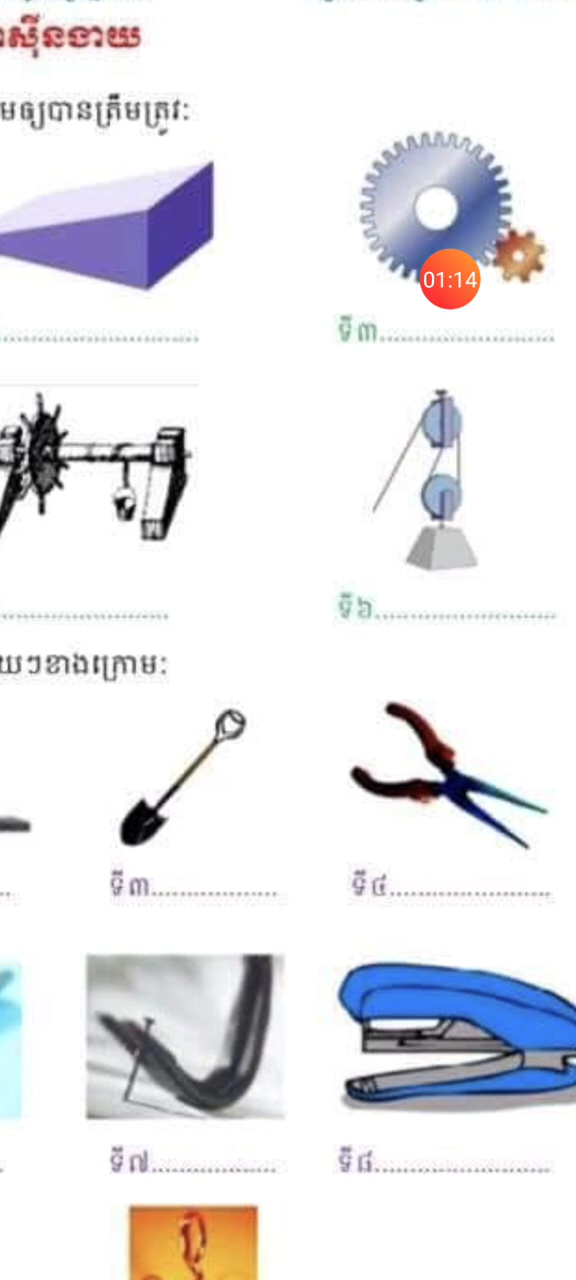 ស៊ីនងាយ
មឲ្យបានត្រឹមត្រូវ:
01:14
ទី៣
ទី៦
យៗខាងក្រោម:
ទី៣
ទី៤
ទី៧
ទី៨